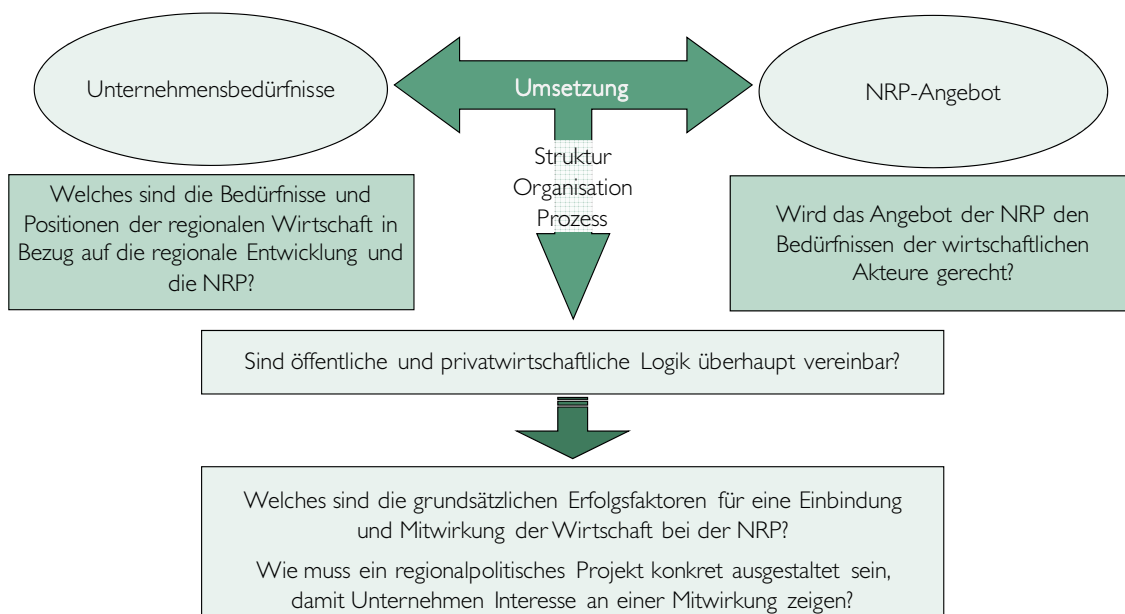 Unternehmensbedürfnisse
Umsetzung
NRP-Angebot
Struktur
Organisation
Prozess
Welches sind die Bedürfnisse und
Positionen der regionalen Wirtschaft in
Bezug auf die regionale Entwicklung und
die NRP?
Wird das Angebot der NRP den
Bedürfnissen der wirtschaftlichen
Akteure gerecht?
Sind öffentliche und privatwirtschaftliche Logik überhaupt vereinbar?
Welches sind die grundsätzlichen Erfolgsfaktoren für eine Einbindung
und Mitwirkung der Wirtschaft bei der NRP?
Wie muss ein regionalpolitisches Projekt konkret ausgestaltet sein,
damit Unternehmen Interesse an einer Mitwirkung zeigen?